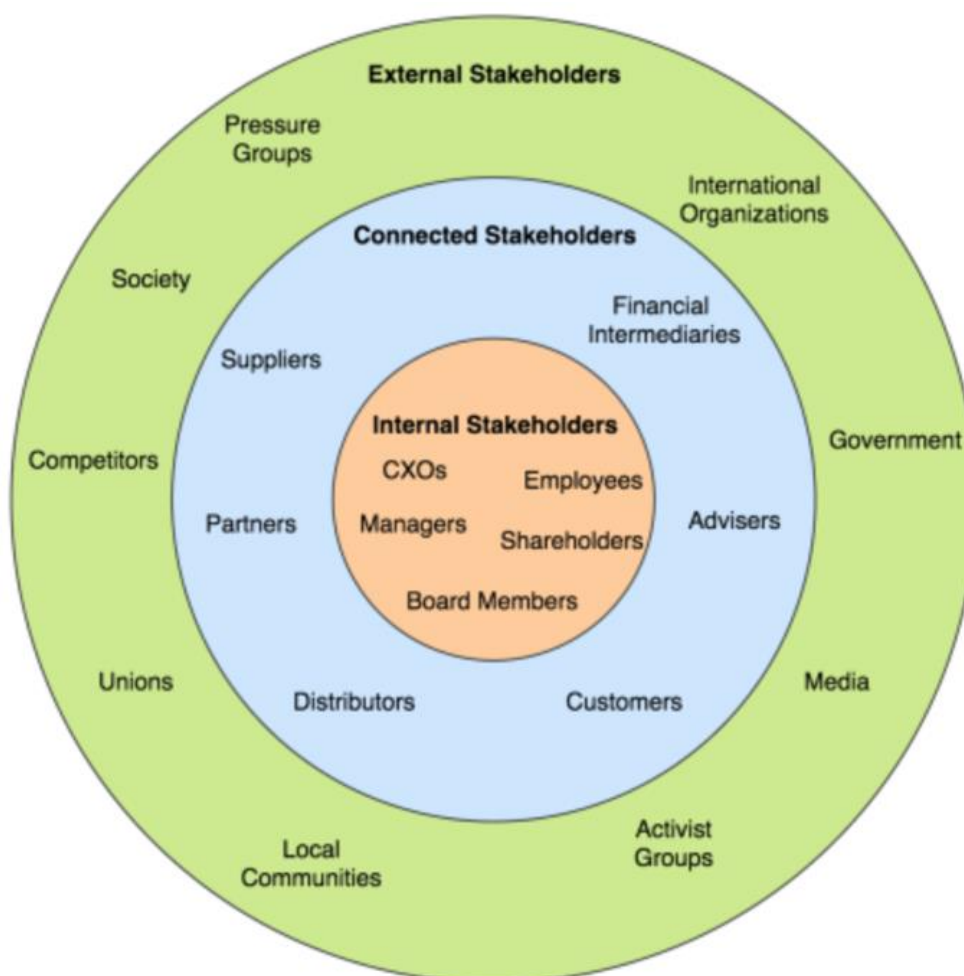 External Stakeholders
Pressure
Groups
International
Organizations
Connected Stakeholders
Society
Financial
Intermediaries
Suppliers
Internal Stakeholders
Government
Competitors
CXOs
Employees
Partners
Managers
Advisers
Shareholders
Board Members
Unions
Media
Distributors
Customers
Activist
Groups
Local
Communities